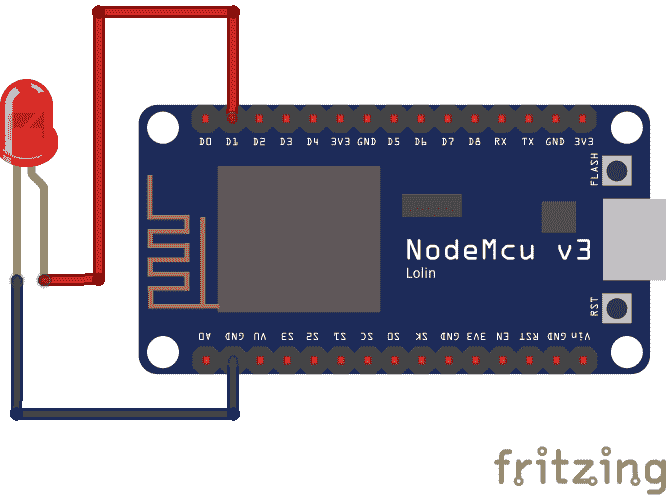 D0 D1 D2 D3 D4 3V3 GND D5 D6 D7 D8 RX TX GND 3V3
FLASH
NodeMcu v3
Lolin
RST
A0 GND VU S3 S2 S1 SC S0 SK GND 3V3 EN RST GND Vin
fritzing